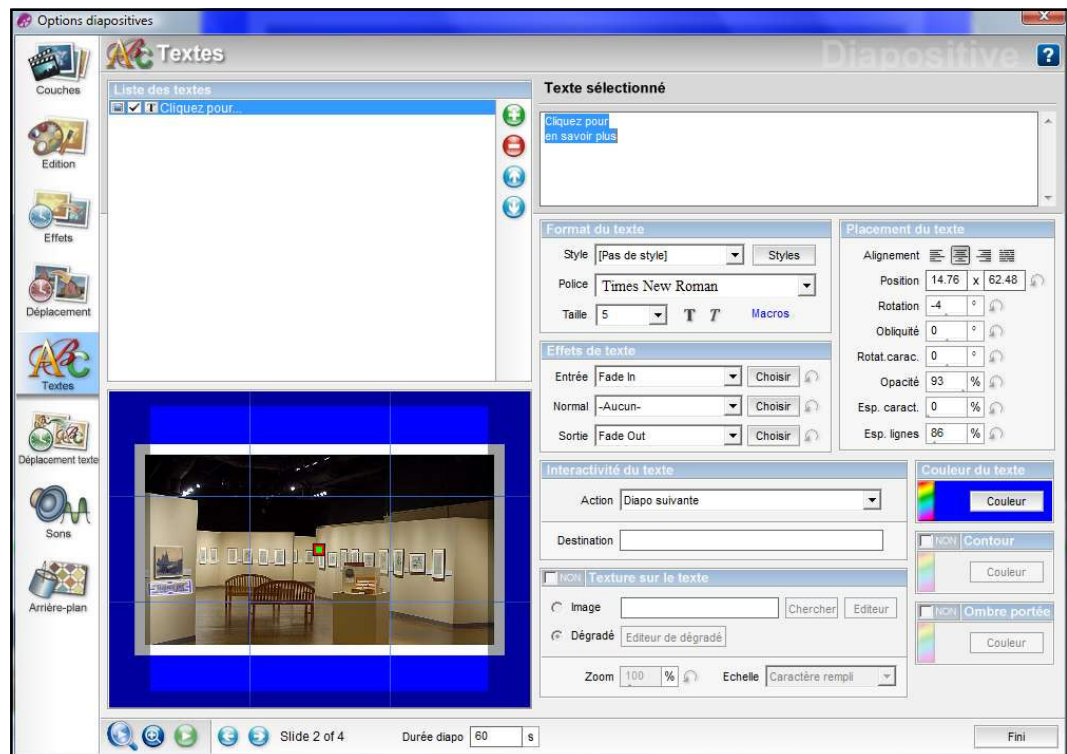 Options diapositives
Textes
Diapositive
Couches
Edition
Effets
Déplacement
Textes
Déplacement texte
Sons
Arrière-plan
Liste des textes
T Cliquez pour...
Texte sélectionné
Cliquez pour
en savoir plus
Format du texte
Style [Pas de style] Styles
Police Times New Roman
Taille 5 T T Macros
Effets de texte
Entrée Fade In Choisir
Normal -Aucun- Choisir
Sortie Fade Out Choisir
Placement du texte
Alignement
Position 14.76 x 62.48
Rotation -4 °
Obliquité 0 °
Rotat.carac. 0 °
Opacité 93 %
Esp. caract. 0 %
Esp. lignes 86 %
Interactivité du texte
Action Diapo suivante
Destination
Couleur du texte
Couleur
NON Contour
Couleur
NON Ombre portée
Couleur
NON Texture sur le texte
Image Chercher Editeur
Dégradé Editeur de dégradé
Zoom 100 % Echelle Caractère rempli
Slide 2 of 4 Durée diapo 60 s Fini